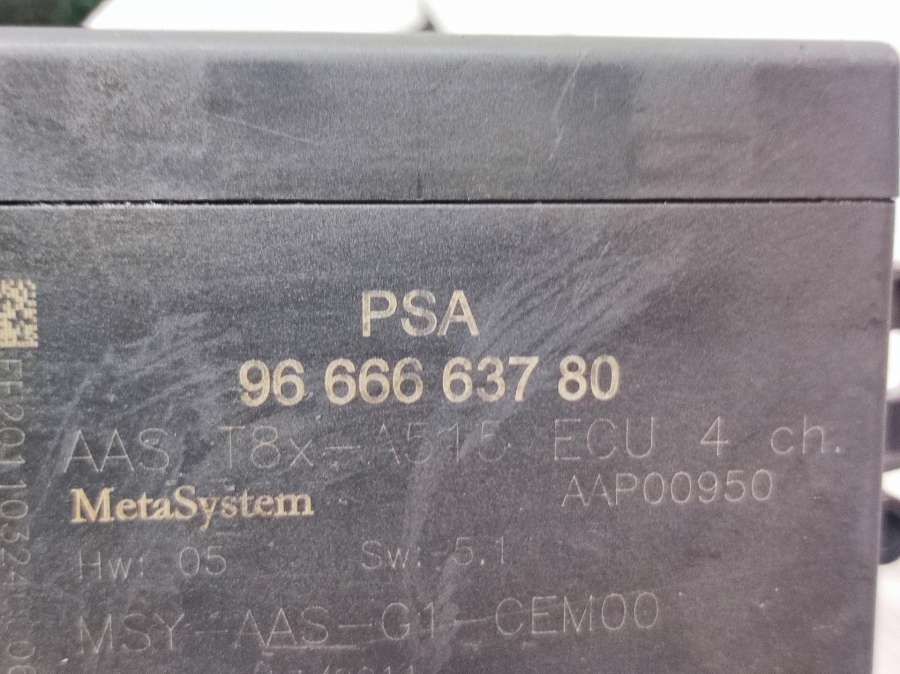 PSA
96 666 637 80
AAS T8x-A515 ECU 4 ch.
MetaSystem AAP00950
Hw: 05 Sw: 5.1
MSY-AAS-G1-CEM00